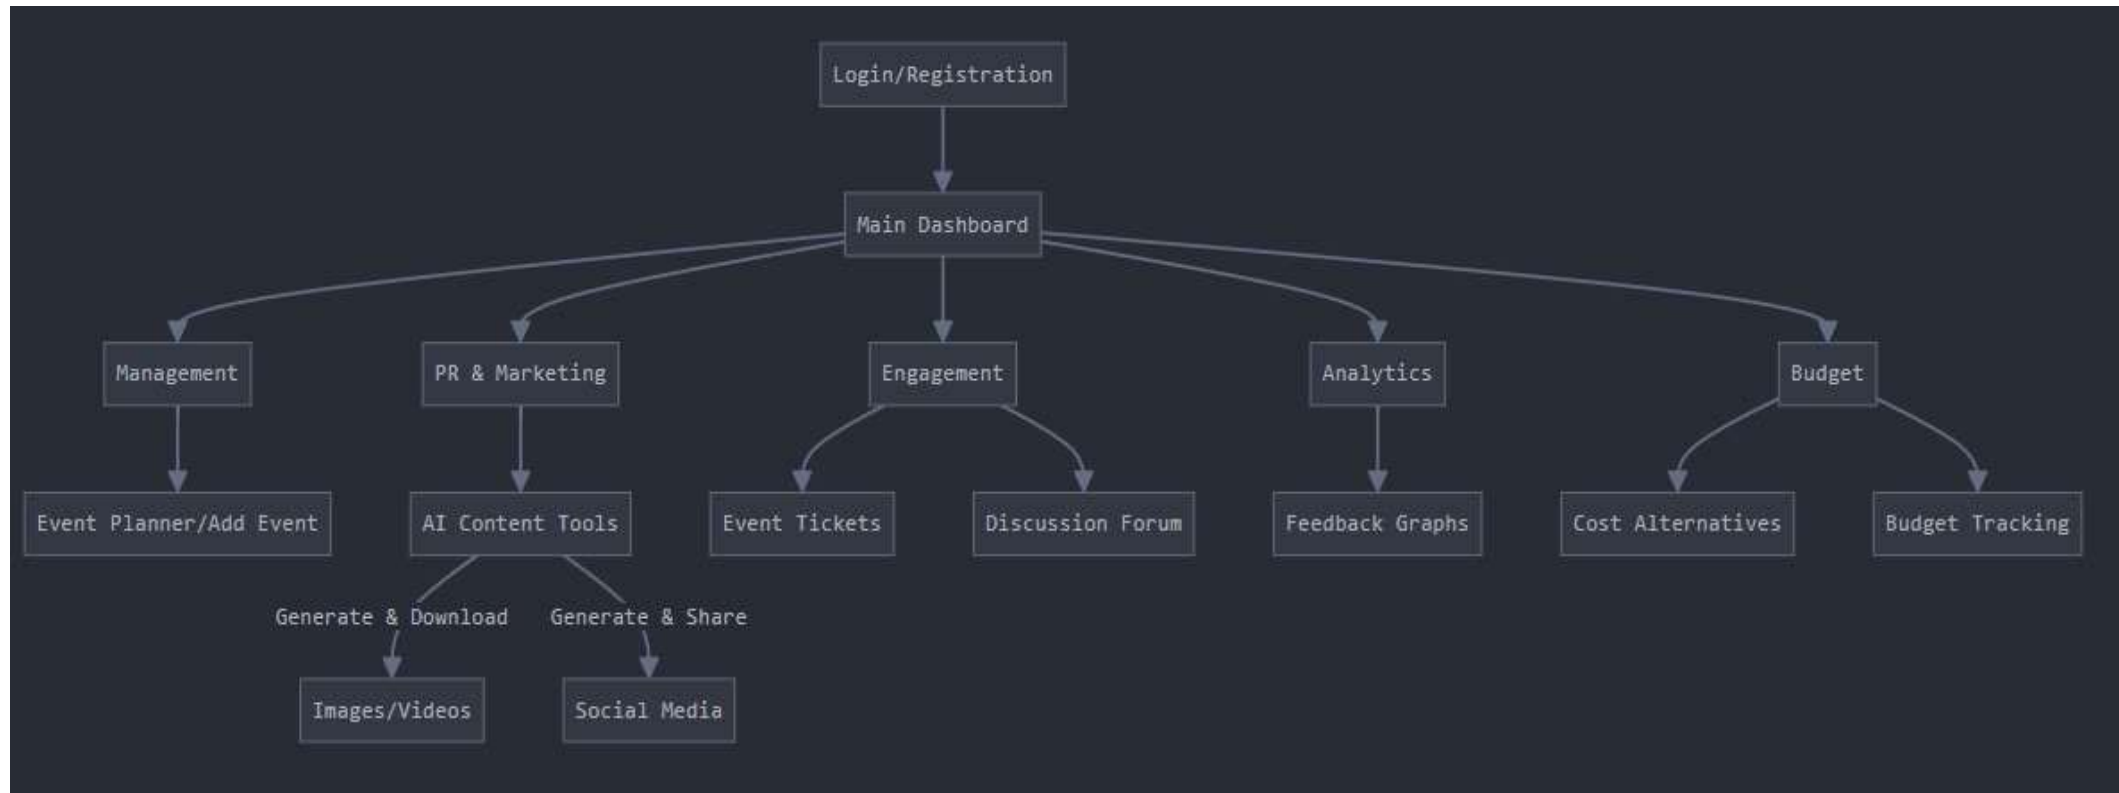 Login/Registration
Main Dashboard
Management
PR & Marketing
Engagement
Analytics
Budget
Event Planner/Add Event
AI Content Tools
Event Tickets
Discussion Forum
Feedback Graphs
Cost Alternatives
Budget Tracking
Generate & Download
Generate & Share
Images/Videos
Social Media